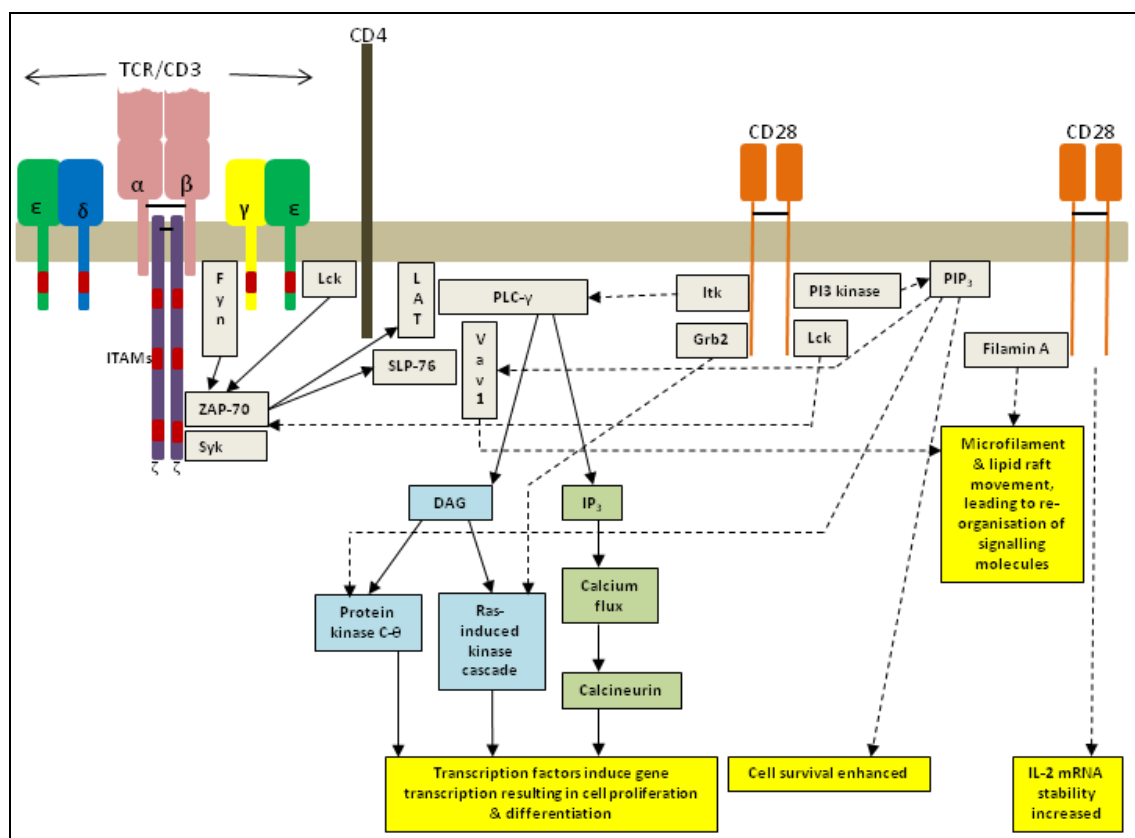 CD4
TCR/CD3
CD28
CD28
α
β
ε
δ
γ
ε
F
y
n
Lck
L
A
T
PLC-γ
Itk
PI3 kinase
PIP3
V
a
v
1
Grb2
Lck
Filamin A
ITAMs
SLP-76
ZAP-70
Syk
ζ
ζ
Microfilament
& lipid raft
movement,
leading to re-
organisation of
signalling
molecules
DAG
IP3
Calcium
flux
Protein
kinase C-θ
Ras-
induced
kinase
cascade
Calcineurin
Transcription factors induce gene
transcription resulting in cell proliferation
& differentiation
Cell survival enhanced
IL-2 mRNA
stability
increased